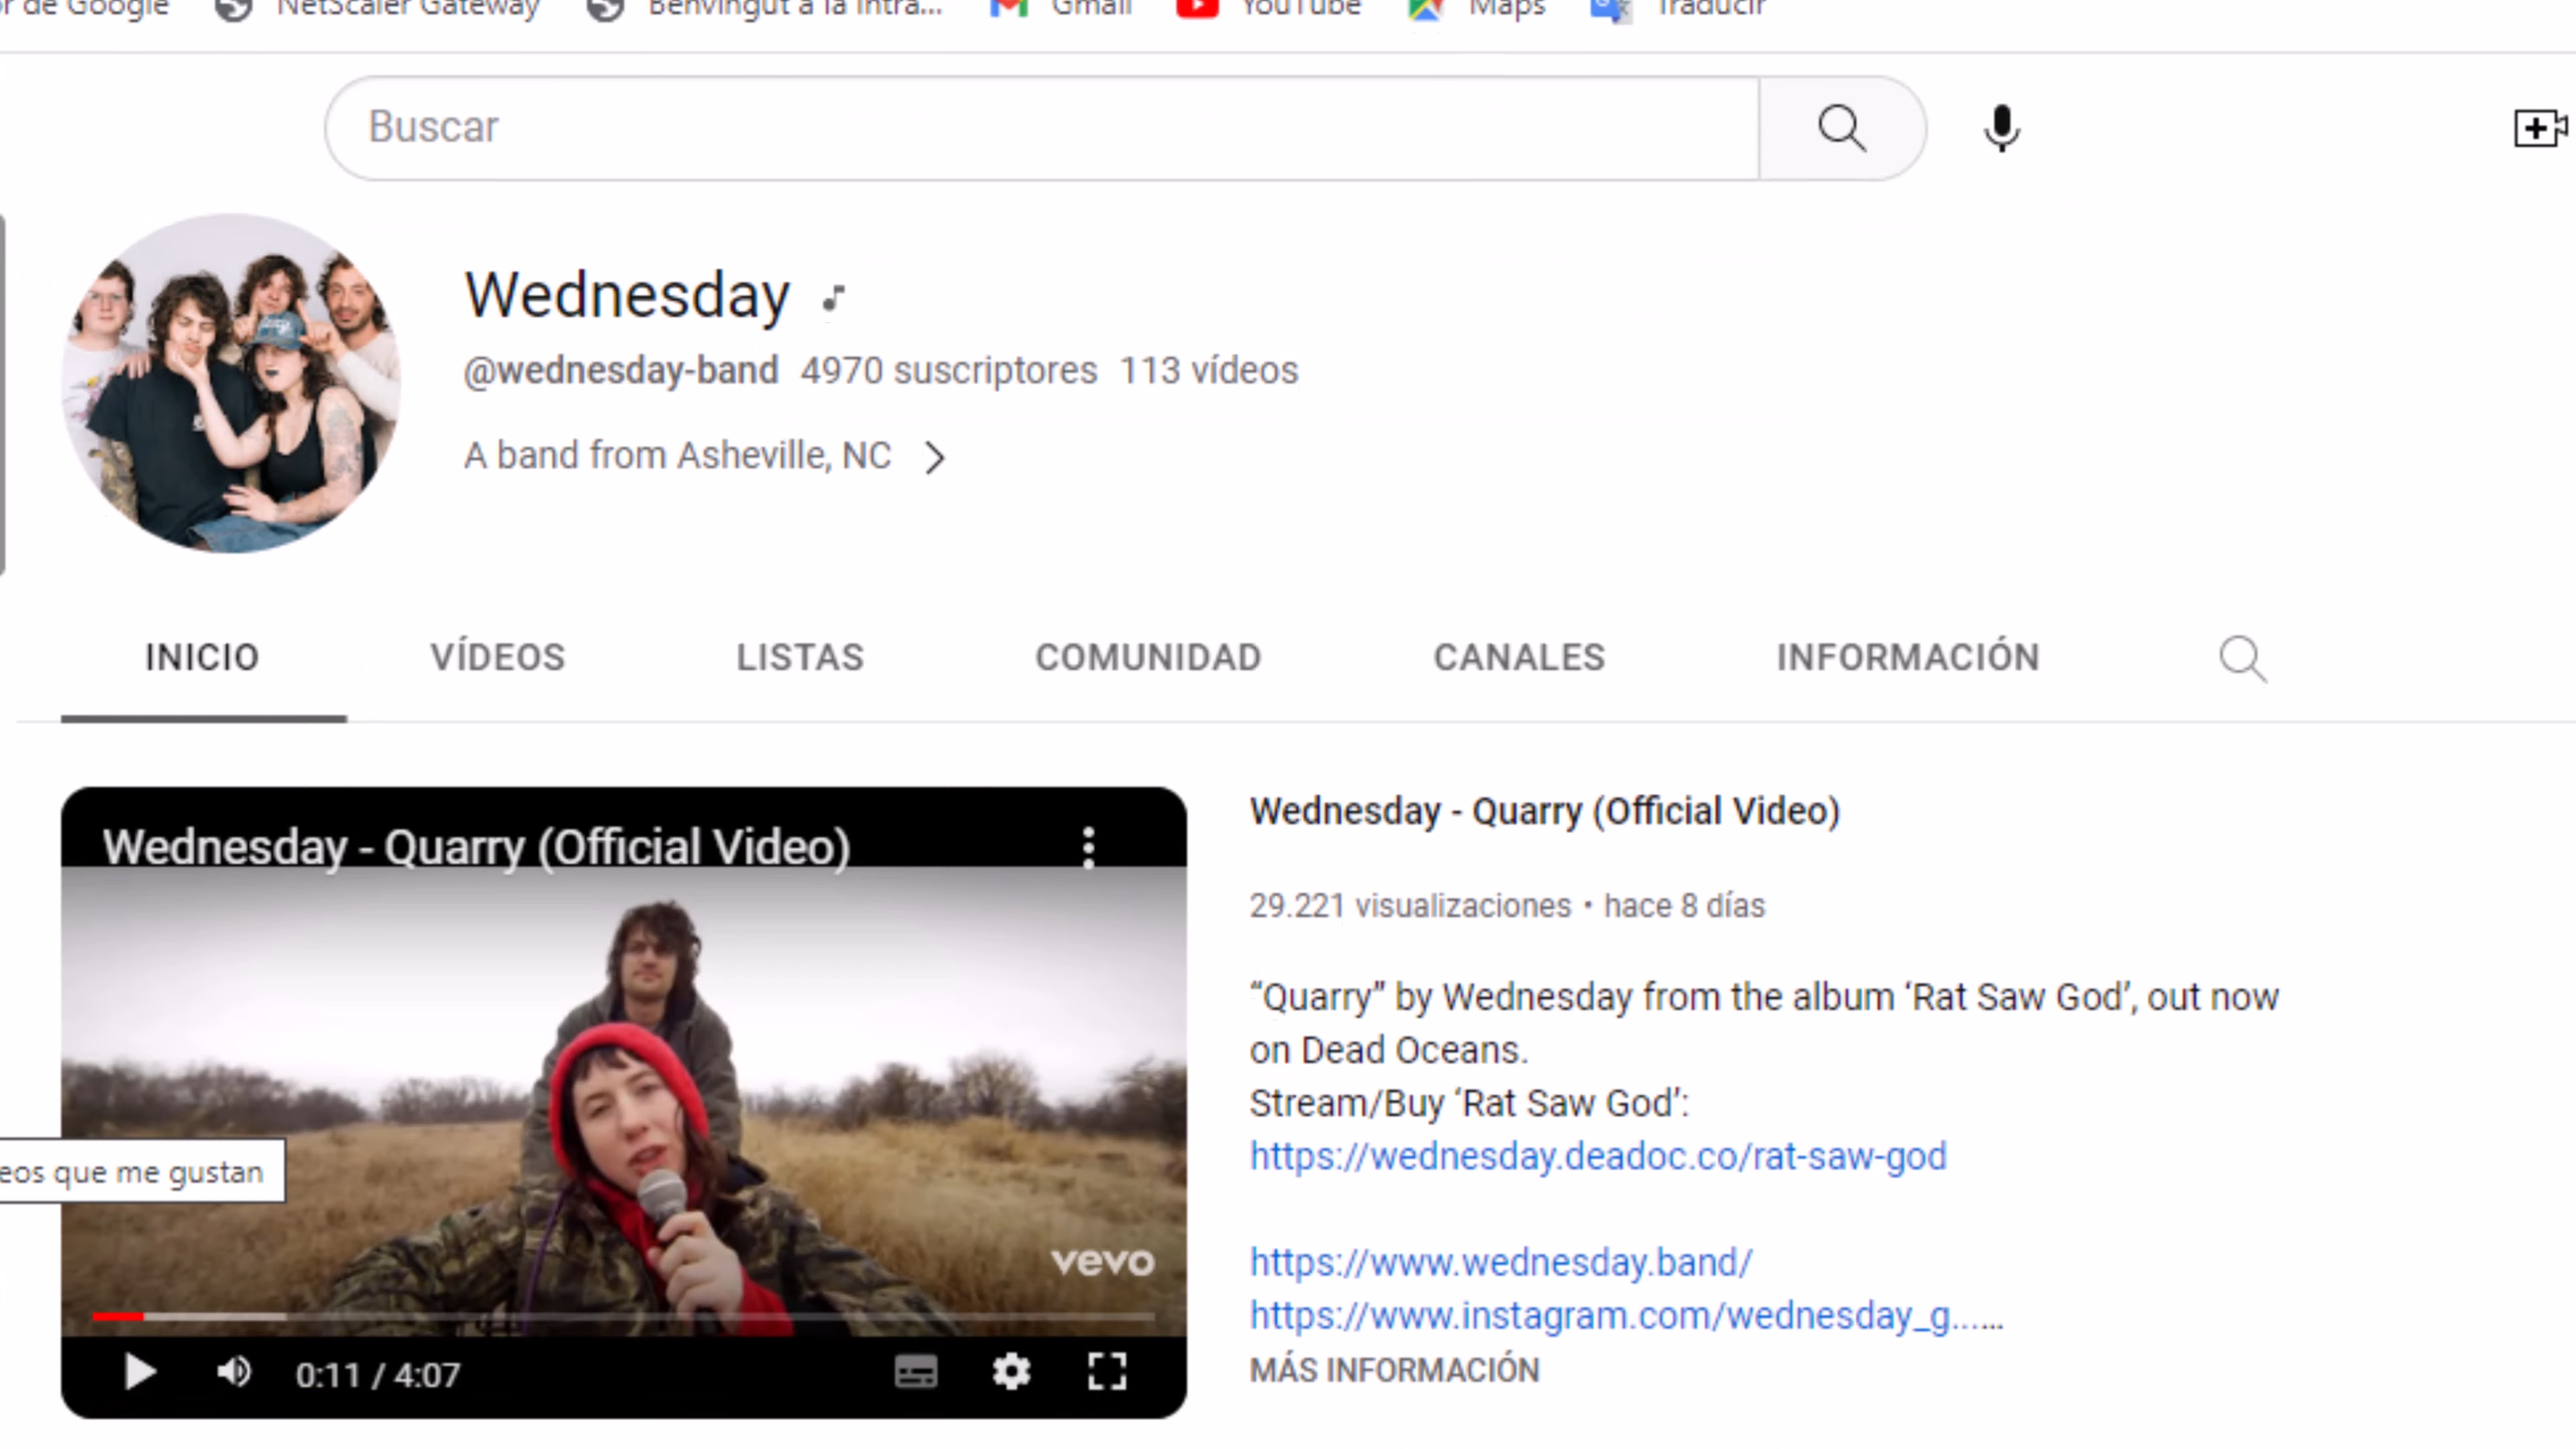 de Google NetScaler Gateway Benvingut a la intra... Gmail YouTube Maps Traducir
Buscar
Wednesday
@wednesday-band 4970 suscriptores 113 vídeos
A band from Asheville, NC
INICIO VÍDEOS LISTAS COMUNIDAD CANALES INFORMACIÓN
Wednesday - Quarry (Official Video)
vevo
0:11 / 4:07
eos que me gustan
Wednesday - Quarry (Official Video)
29.221 visualizaciones • hace 8 días
“Quarry” by Wednesday from the album ‘Rat Saw God’, out now
on Dead Oceans.
Stream/Buy ‘Rat Saw God’:
https://wednesday.deadoc.co/rat-saw-god
https://www.wednesday.band/
https://www.instagram.com/wednesday_g......
MÁS INFORMACIÓN